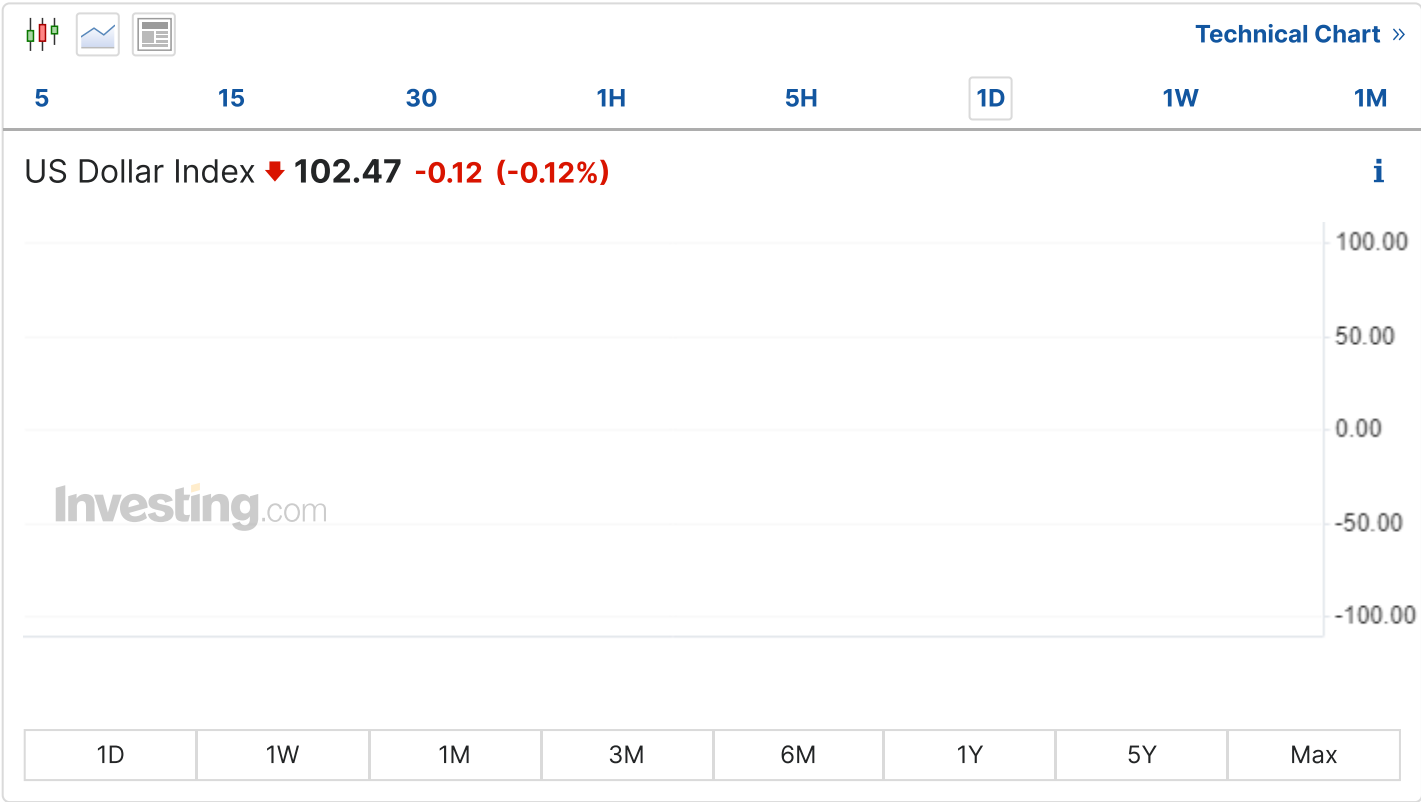 Technical Chart »
5 15 30 1H 5H 1D 1W 1M
US Dollar Index 102.47 -0.12 (-0.12%) i
100.00
50.00
0.00
Investing.com
-50.00
-100.00
1D 1W 1M 3M 6M 1Y 5Y Max